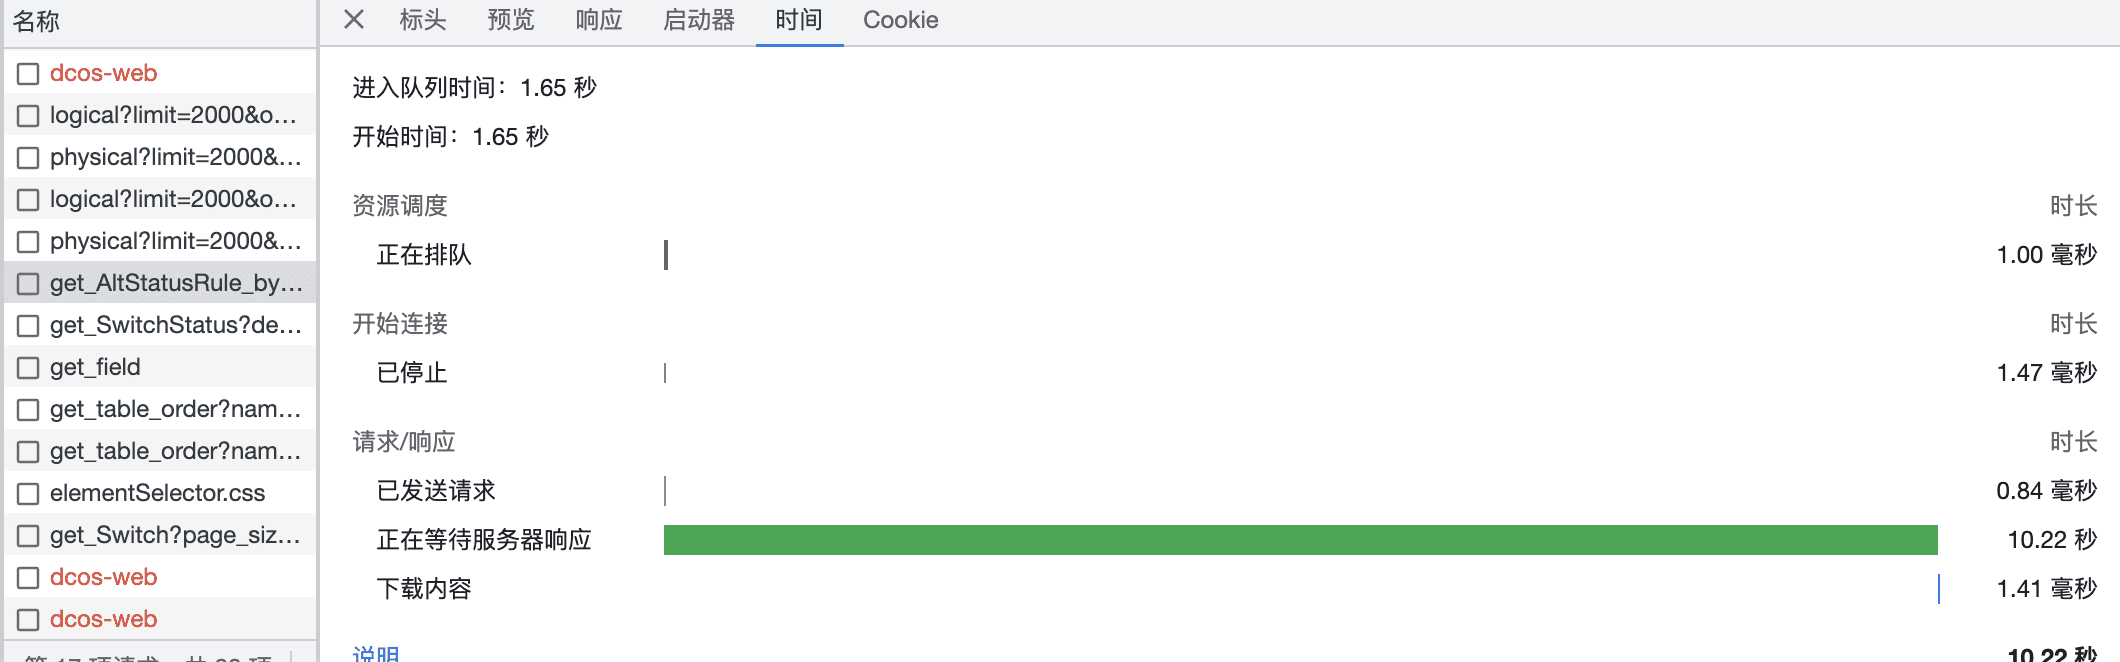 名称
dcos-web
logical?limit=2000&o...
physical?limit=2000&...
logical?limit=2000&o...
physical?limit=2000&...
get_AltStatusRule_by...
get_SwitchStatus?de...
get_field
get_table_order?nam...
get_table_order?nam...
elementSelector.css
get_Switch?page_siz...
dcos-web
dcos-web
标头 预览 响应 启动器 时间 Cookie
进入队列时间：1.65 秒
开始时间：1.65 秒
资源调度 时长
正在排队 1.00 毫秒
开始连接 时长
已停止 1.47 毫秒
请求/响应 时长
已发送请求 0.84 毫秒
正在等待服务器响应 10.22 秒
下载内容 1.41 毫秒
说明 10.22 秒